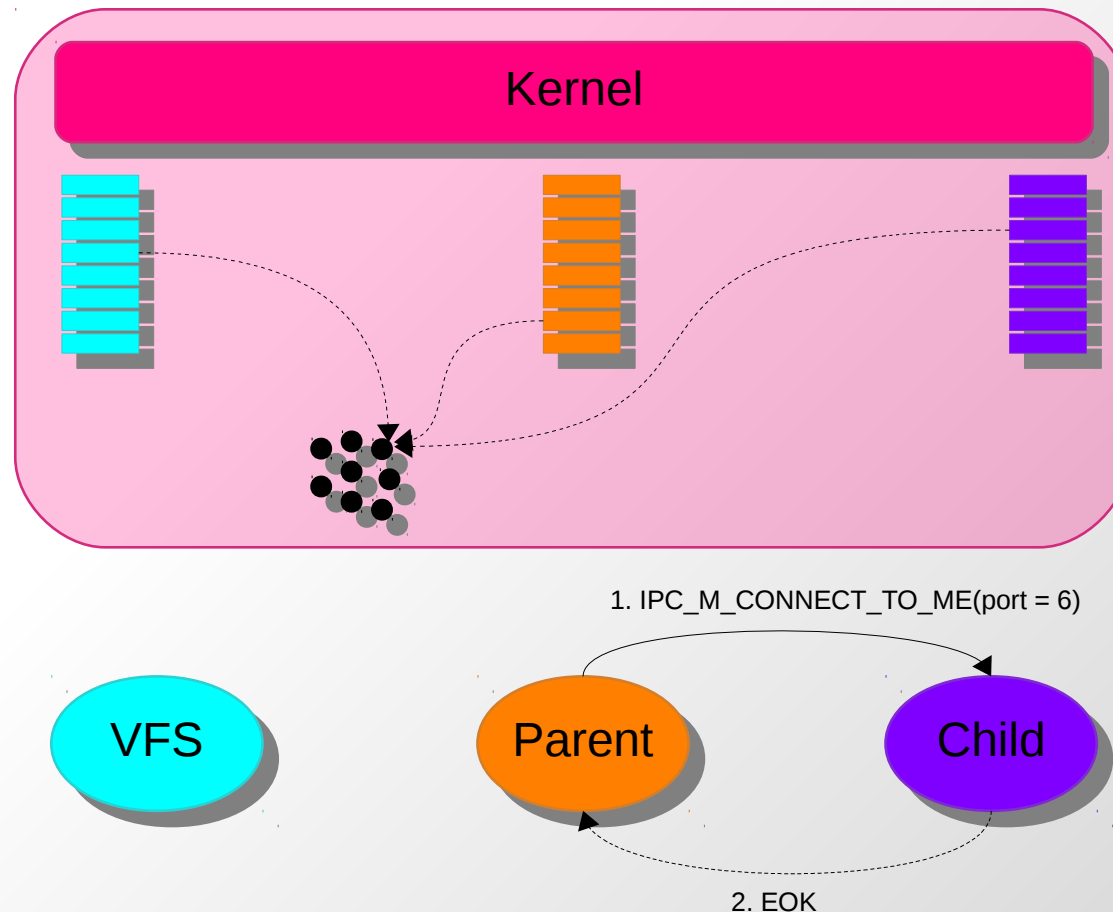 Kernel
1. IPC_M_CONNECT_TO_ME(port = 6)
VFS
Parent
Child
2. EOK